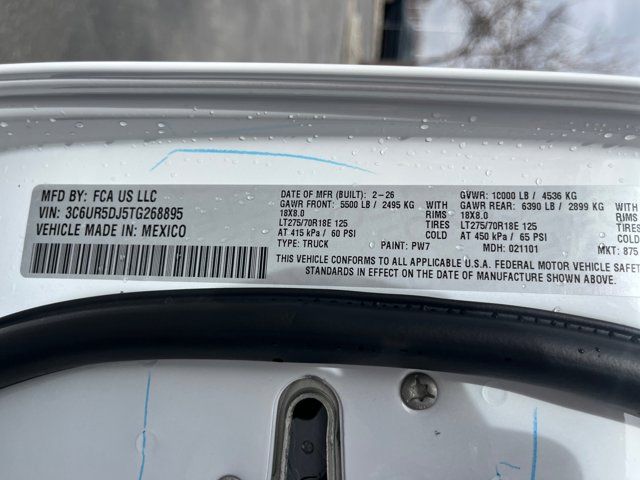 MFD BY: FCA US LLC
VIN: 3C6UR5DJ5TG268895
VEHICLE MADE IN: MEXICO
DATE OF MFR (BUILT): 2-26
GAWR FRONT: 5500 LB / 2495 KG WITH
18X8.0 RIMS
LT275/70R18E 125 TIRES
AT 415 kPa / 60 PSI COLD
TYPE: TRUCK PAINT: PW7
GVWR: 10000 LB / 4536 KG
GAWR REAR: 6390 LB / 2899 KG WITH
18X8.0 RIMS
LT275/70R18E 125 TIRES
AT 450 kPa / 65 PSI COLD
MDH: 021101 MKT: 875
THIS VEHICLE CONFORMS TO ALL APPLICABLE U.S.A. FEDERAL MOTOR VEHICLE SAFET
STANDARDS IN EFFECT ON THE DATE OF MANUFACTURE SHOWN ABOVE.